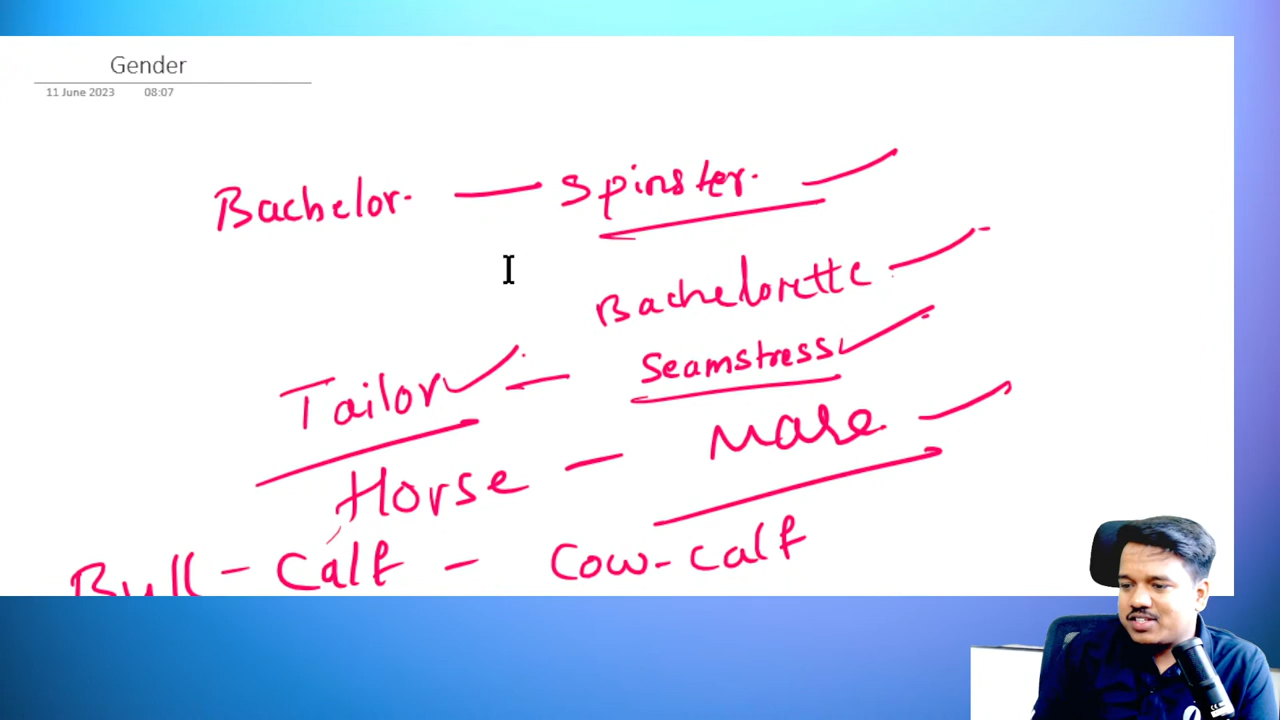 Gender
11 June 2023 08:07
Bachelor. — Spinster.
Bachelorette
Tailor — Seamstress
Horse — Mare
Bull - Calf — Cow-calf